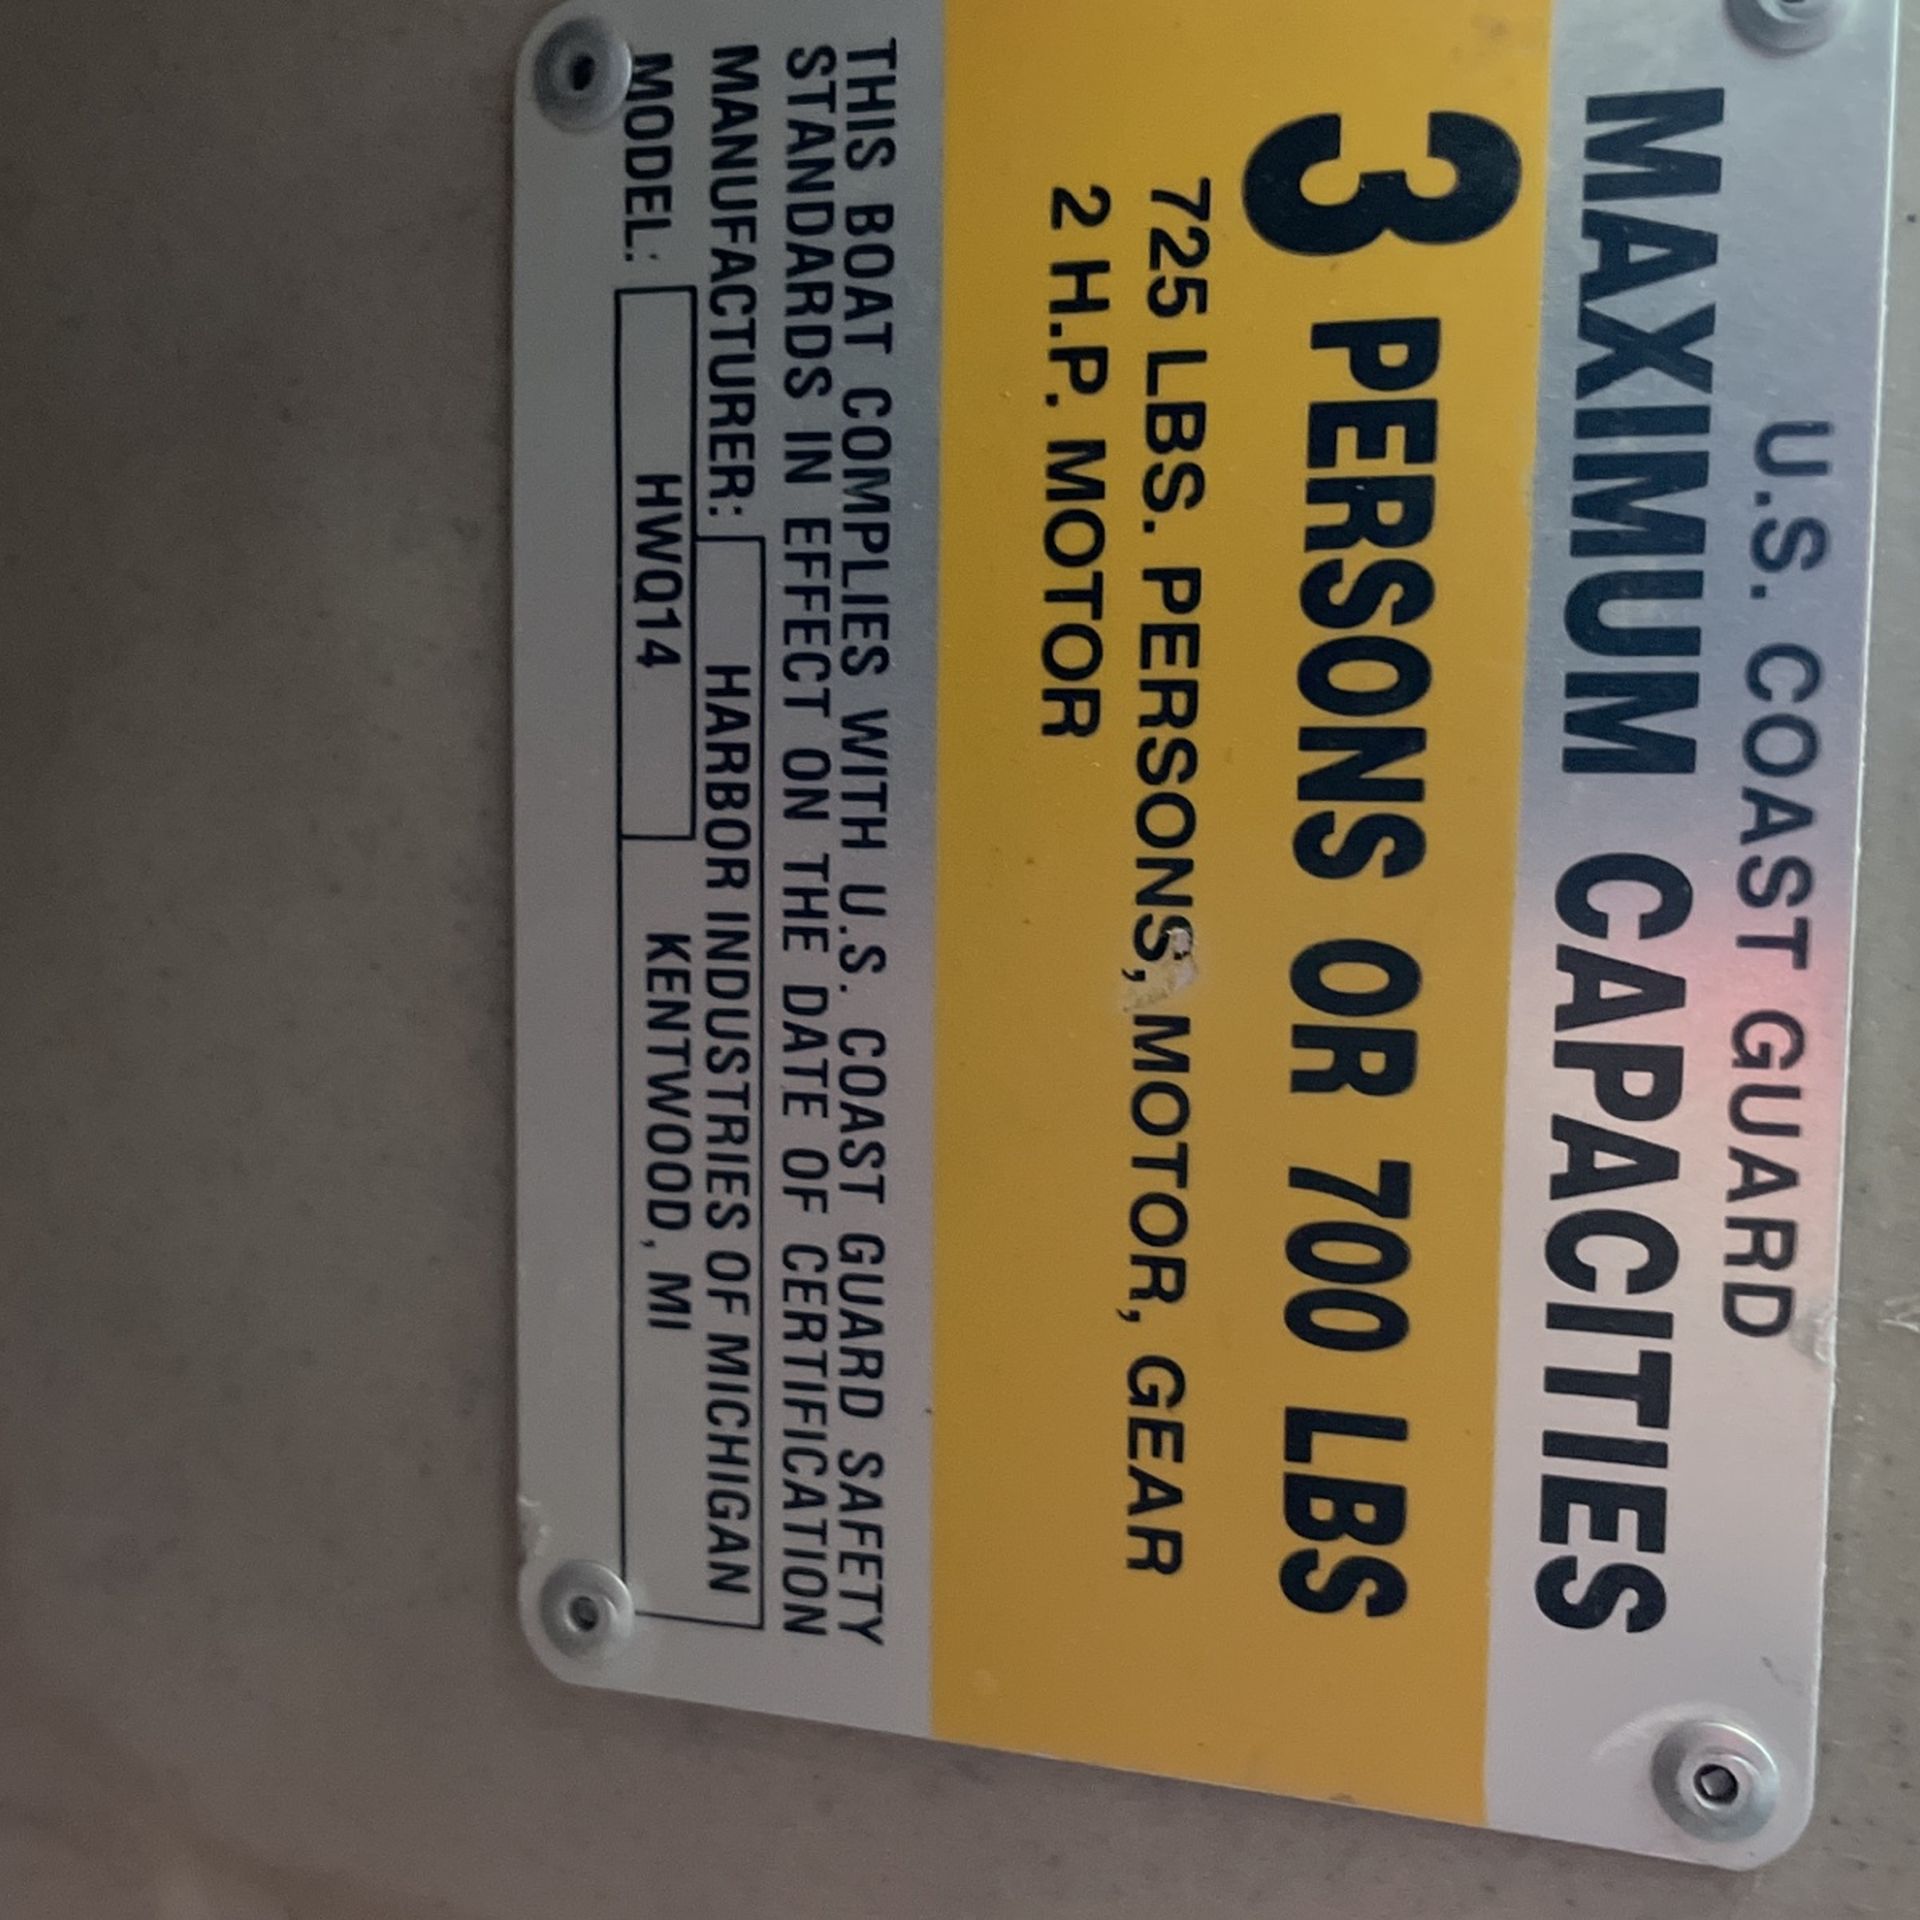 U.S. COAST GUARD
MAXIMUM CAPACITIES
3 PERSONS OR 700 LBS
725 LBS. PERSONS, MOTOR, GEAR
2 H.P. MOTOR
THIS BOAT COMPLIES WITH U.S. COAST GUARD SAFETY
STANDARDS IN EFFECT ON THE DATE OF CERTIFICATION
MANUFACTURER: HARBOR INDUSTRIES OF MICHIGAN
MODEL: HWQ14 KENTWOOD, MI